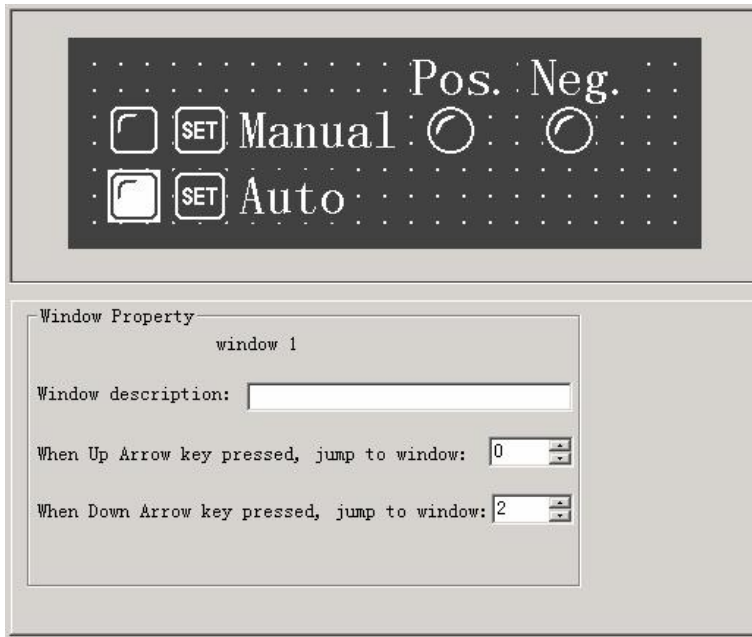 Pos. Neg.
SET Manual
SET Auto
Window Property
window 1
Window description:
When Up Arrow key pressed, jump to window: 0
When Down Arrow key pressed, jump to window: 2